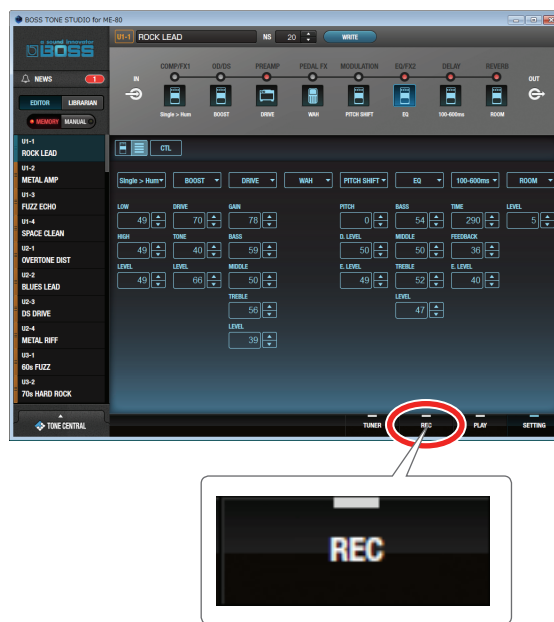 BOSS TONE STUDIO for ME-80
a sound innovator
BOSS
U1-1 ROCK LEAD NS 20 WRITE
NEWS 1
COMP/FX1 OD/DS PREAMP PEDAL FX MODULATION EQ/FX2 DELAY REVERB
IN OUT
Single > Hum BOOST DRIVE WAH PITCH SHIFT EQ 100-600ms ROOM
EDITOR LIBRARIAN
MEMORY MANUAL
U1-1
ROCK LEAD
U1-2
METAL AMP
U1-3
FUZZ ECHO
U1-4
SPACE CLEAN
U2-1
OVERTONE DIST
U2-2
BLUES LEAD
U2-3
DS DRIVE
U2-4
METAL RIFF
U3-1
60s FUZZ
U3-2
70s HARD ROCK
TONE CENTRAL
CTL
Single > Hum BOOST DRIVE WAH PITCH SHIFT EQ 100-600ms ROOM
LOW DRIVE GAIN PITCH BASS TIME LEVEL
49 70 78 0 54 290 5
HIGH TONE BASS D. LEVEL MIDDLE FEEDBACK
49 40 59 50 50 36
LEVEL LEVEL MIDDLE E. LEVEL TREBLE E. LEVEL
49 66 50 49 52 40
TREBLE LEVEL
56 47
LEVEL
39
TUNER REC PLAY SETTING
REC